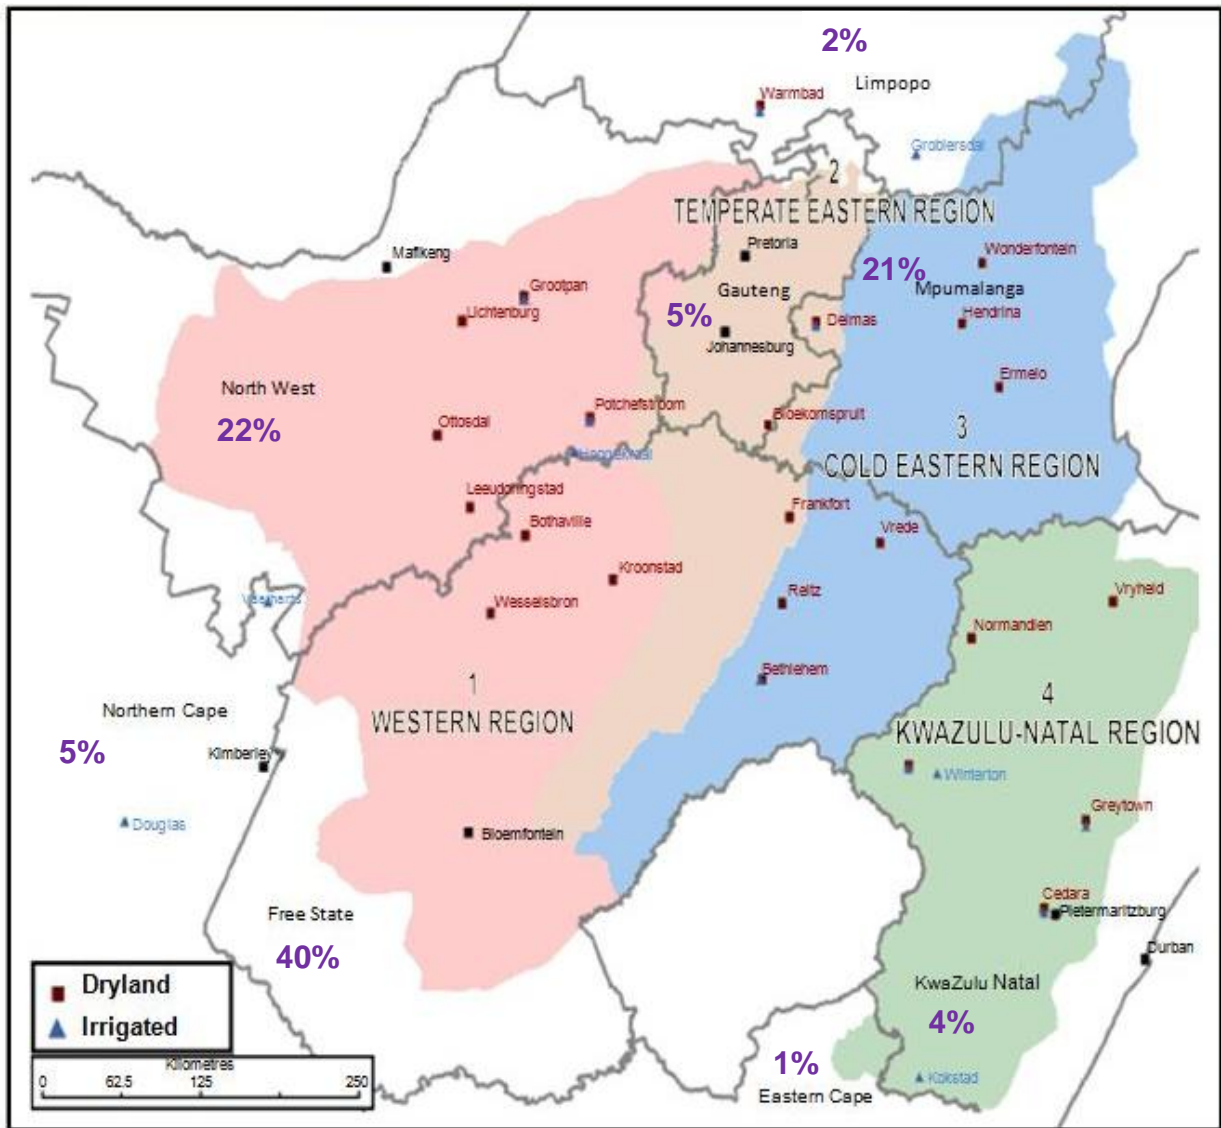 2%
Limpopo
Warmbad
Groblersdal
2
TEMPERATE EASTERN REGION
Pretoria
Wonderfontein
Mafikeng
21%
Mpumalanga
Grootpan
Gauteng
5%
Lichtenburg
Delmas
Hendrina
Johannesburg
North West
Ermelo
22%
Potchefstroom
Ottosdal
Bloekomspruit
3
COLD EASTERN REGION
Leeudoringstad
Bothaville
Frankfort
Vrede
Kroonstad
Vryheid
Wesselsbron
Reitz
Normandien
Bethlehem
1
4
Northern Cape
WESTERN REGION
KWAZULU-NATAL REGION
5%
Kimberley
Winterton
Douglas
Bloemfontein
Greytown
Cedara
Free State
Pietermaritzburg
40%
Durban
Dryland
KwaZulu Natal
Irrigated
4%
Kilometres
1%
0 62.5 125 250
Kokstad
Eastern Cape